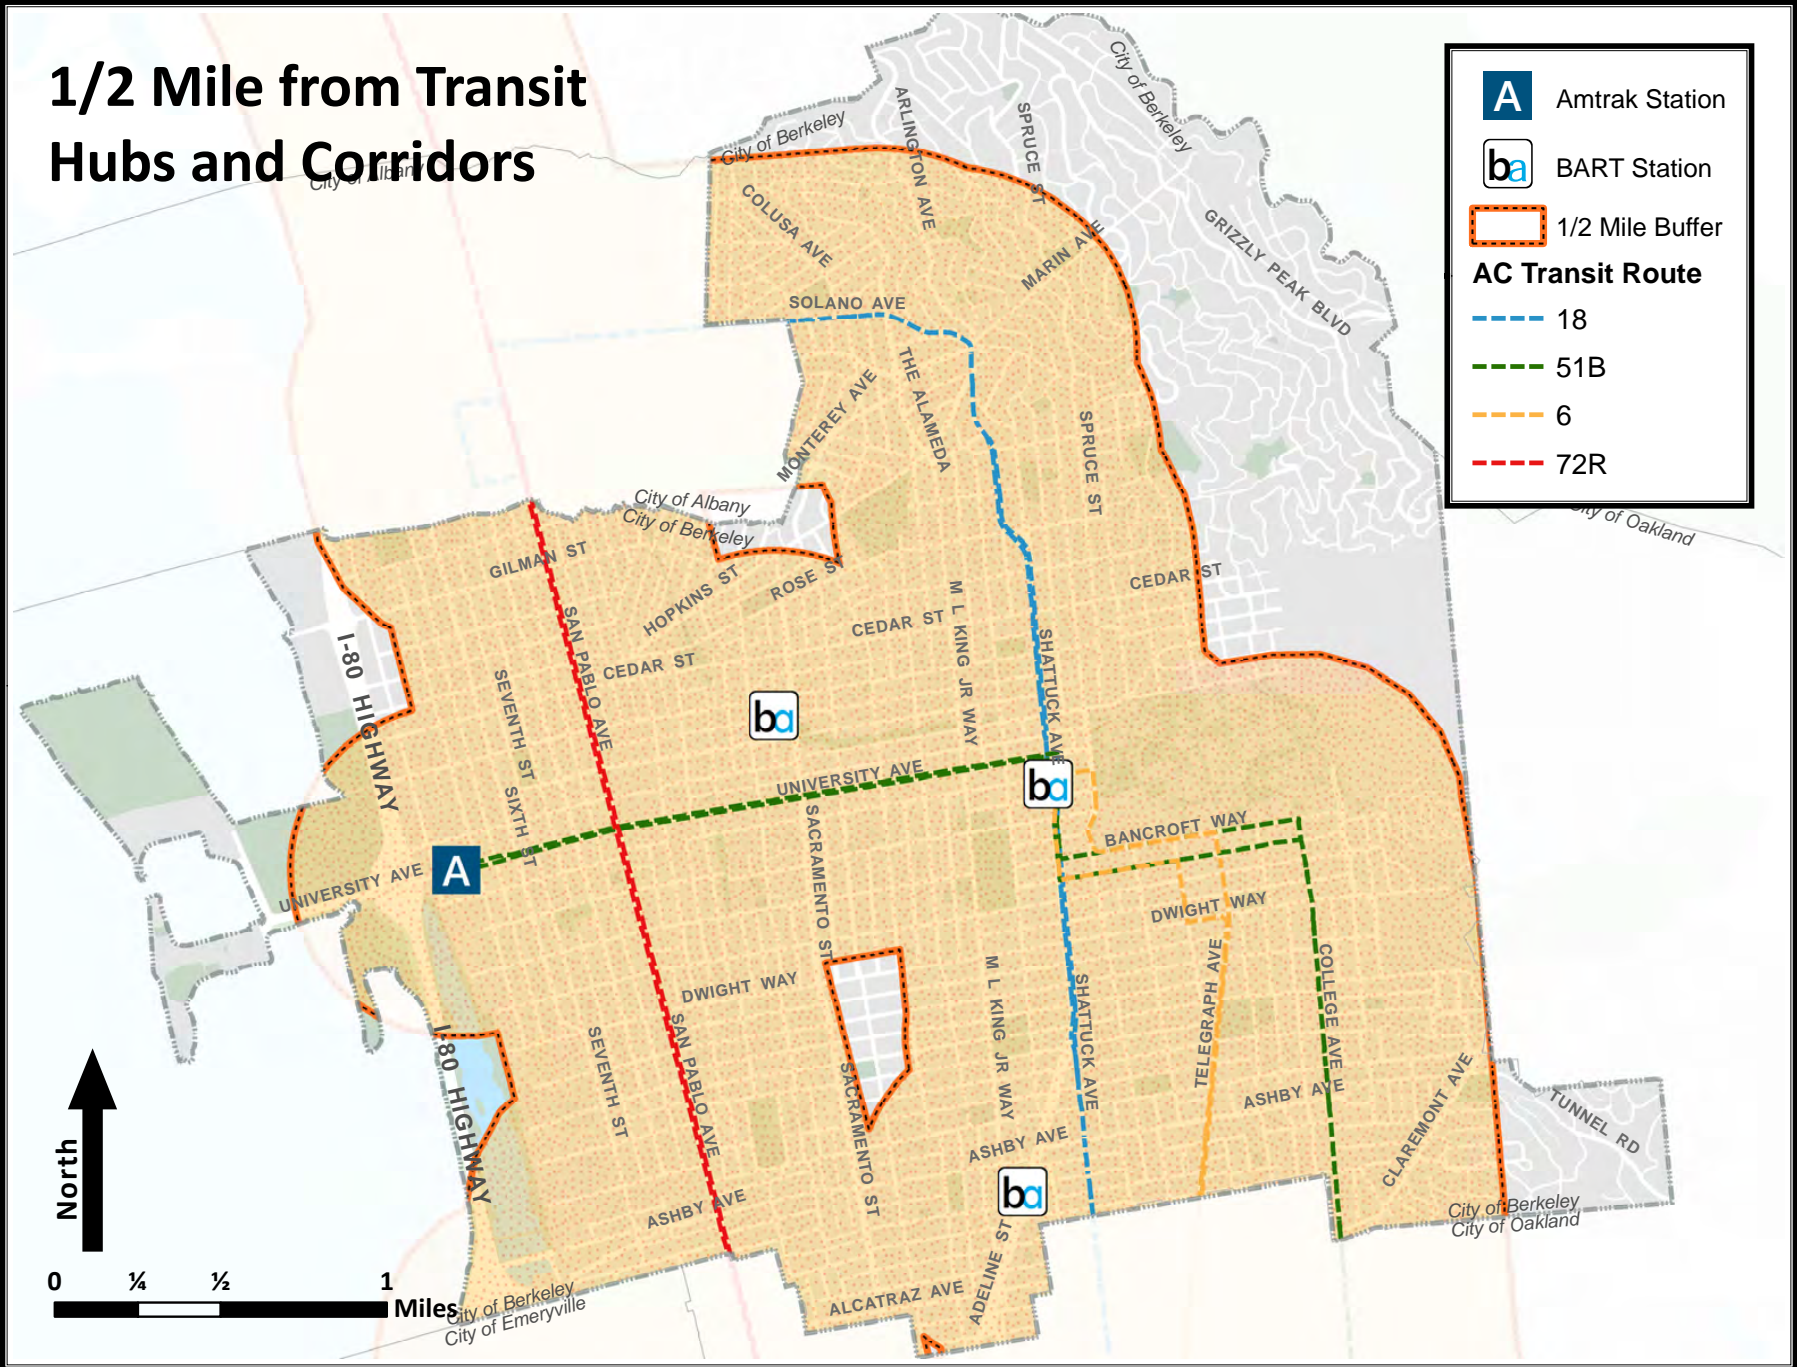 1/2 Mile from Transit
Hubs and Corridors
A Amtrak Station
ba BART Station
1/2 Mile Buffer
AC Transit Route
18
51B
6
72R
City of Albany
City of Berkeley
City of Berkeley
ARLINGTON AVE
SPRUCE ST
COLUSA AVE
MARIN AVE
GRIZZLY PEAK BLVD
SOLANO AVE
THE ALAMEDA
MONTEREY AVE
SPRUCE ST
City of Albany
City of Berkeley
City of Oakland
GILMAN ST
HOPKINS ST
ROSE ST
CEDAR ST
CEDAR ST
CEDAR ST
I-80 HIGHWAY
SAN PABLO AVE
SEVENTH ST
SIXTH ST
M L KING JR WAY
SHATTUCK AVE
ba
UNIVERSITY AVE
ba
BANCROFT WAY
A
UNIVERSITY AVE
SACRAMENTO ST
DWIGHT WAY
DWIGHT WAY
TELEGRAPH AVE
COLLEGE AVE
M L KING JR WAY
SHATTUCK AVE
I-80 HIGHWAY
SEVENTH ST
SAN PABLO AVE
SACRAMENTO ST
ASHBY AVE
ASHBY AVE
ASHBY AVE
CLAREMONT AVE
TUNNEL RD
ba
ADELINE ST
ALCATRAZ AVE
City of Berkeley
City of Oakland
City of Berkeley
City of Emeryville
North
0 ¼ ½ 1
Miles